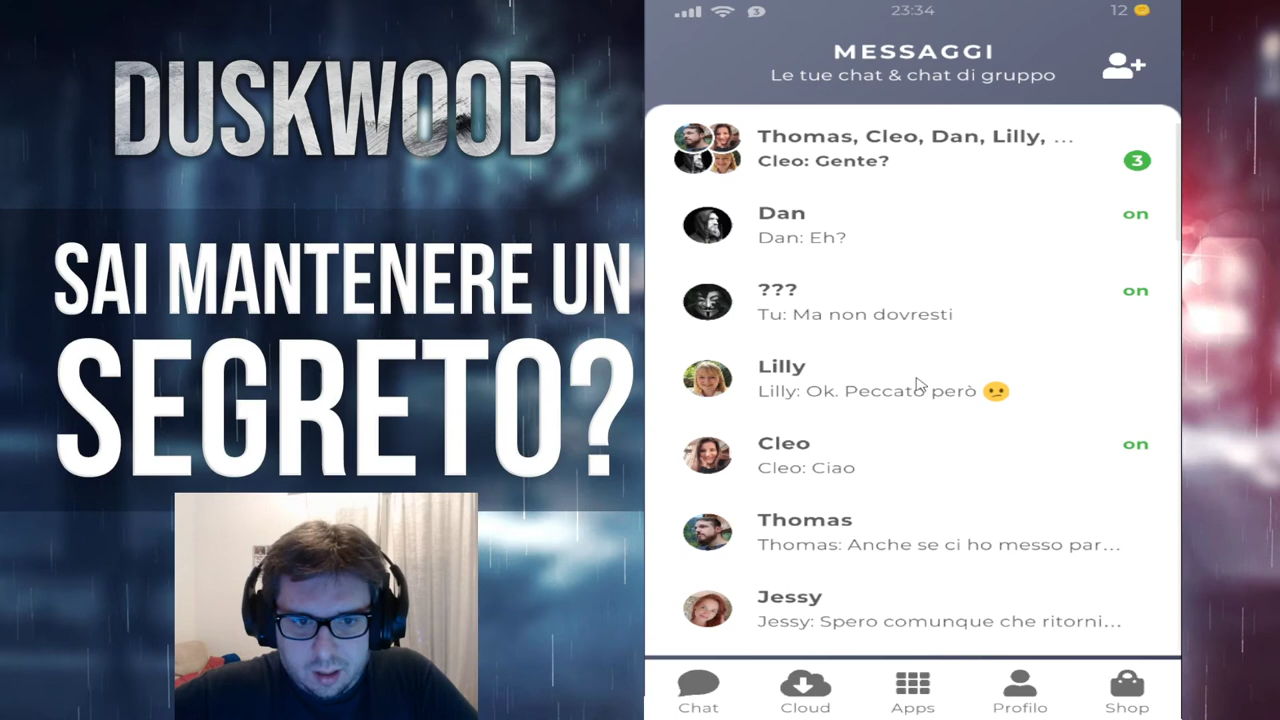 DUSKWOOD
SAI MANTENERE UN
SEGRETO?
3
23:34
12
MESSAGGI
Le tue chat & chat di gruppo
Thomas, Cleo, Dan, Lilly, ...
Cleo: Gente?
3
Dan
on
Dan: Eh?
???
on
Tu: Ma non dovresti
Lilly
Lilly: Ok. Peccato però 😕
Cleo
on
Cleo: Ciao
Thomas
Thomas: Anche se ci ho messo par...
Jessy
Jessy: Spero comunque che ritorni...
Chat
Cloud
Apps
Profilo
Shop